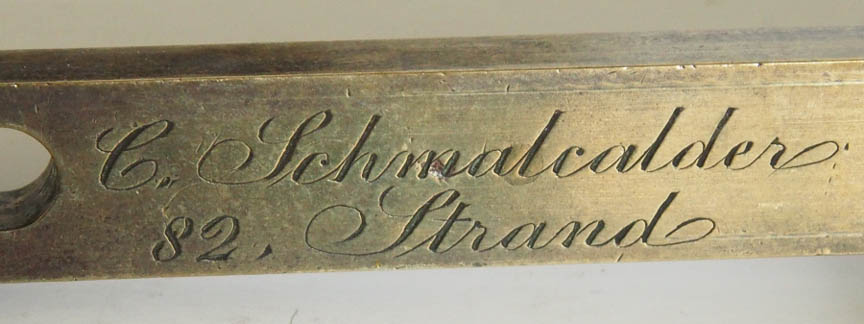 C. Schmalcalder
82, Strand